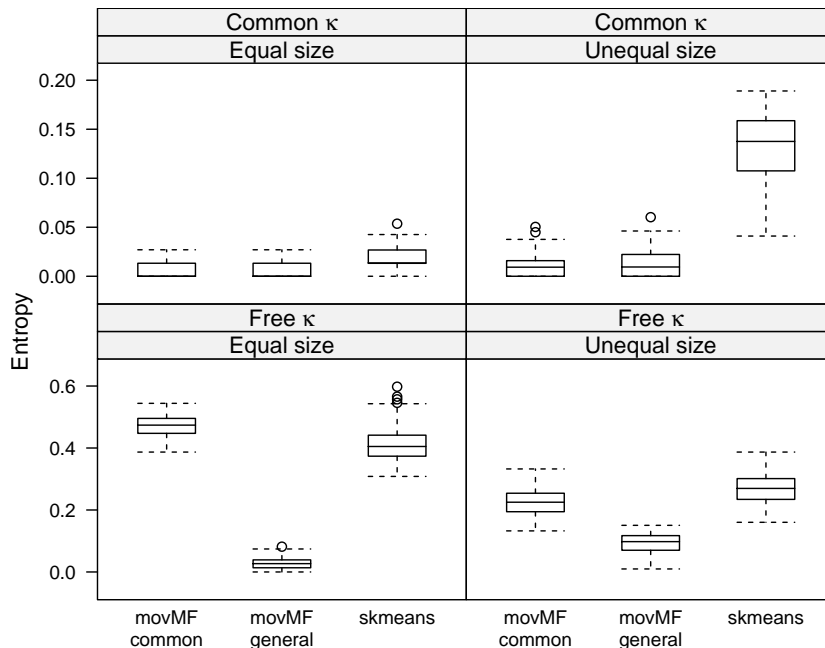 Common κ
Common κ
Equal size
Unequal size
0.20
0.15
0.10
0.05
0.00
Free κ
Free κ
Equal size
Unequal size
Entropy
0.6
0.4
0.2
0.0
movMF
common
movMF
general
skmeans
movMF
common
movMF
general
skmeans